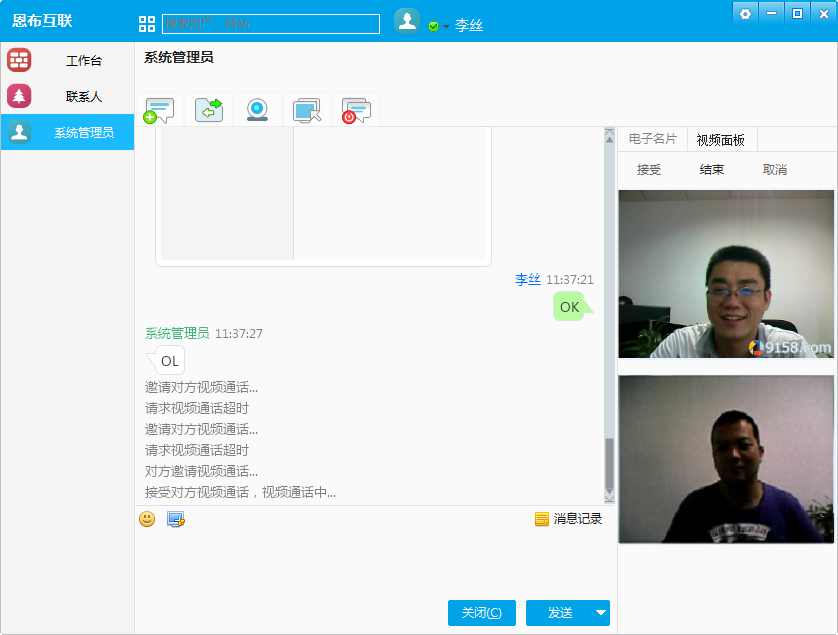 恩布互联
李丝
工作台
联系人
系统管理员
系统管理员
李丝 11:37:21
OK
系统管理员 11:37:27
OL
邀请对方视频通话...
请求视频通话超时
邀请对方视频通话...
请求视频通话超时
对方邀请视频通话...
接受对方视频通话，视频通话中...
消息记录
关闭(C)
发送
电子名片 视频面板
接受 结束 取消
9158.com